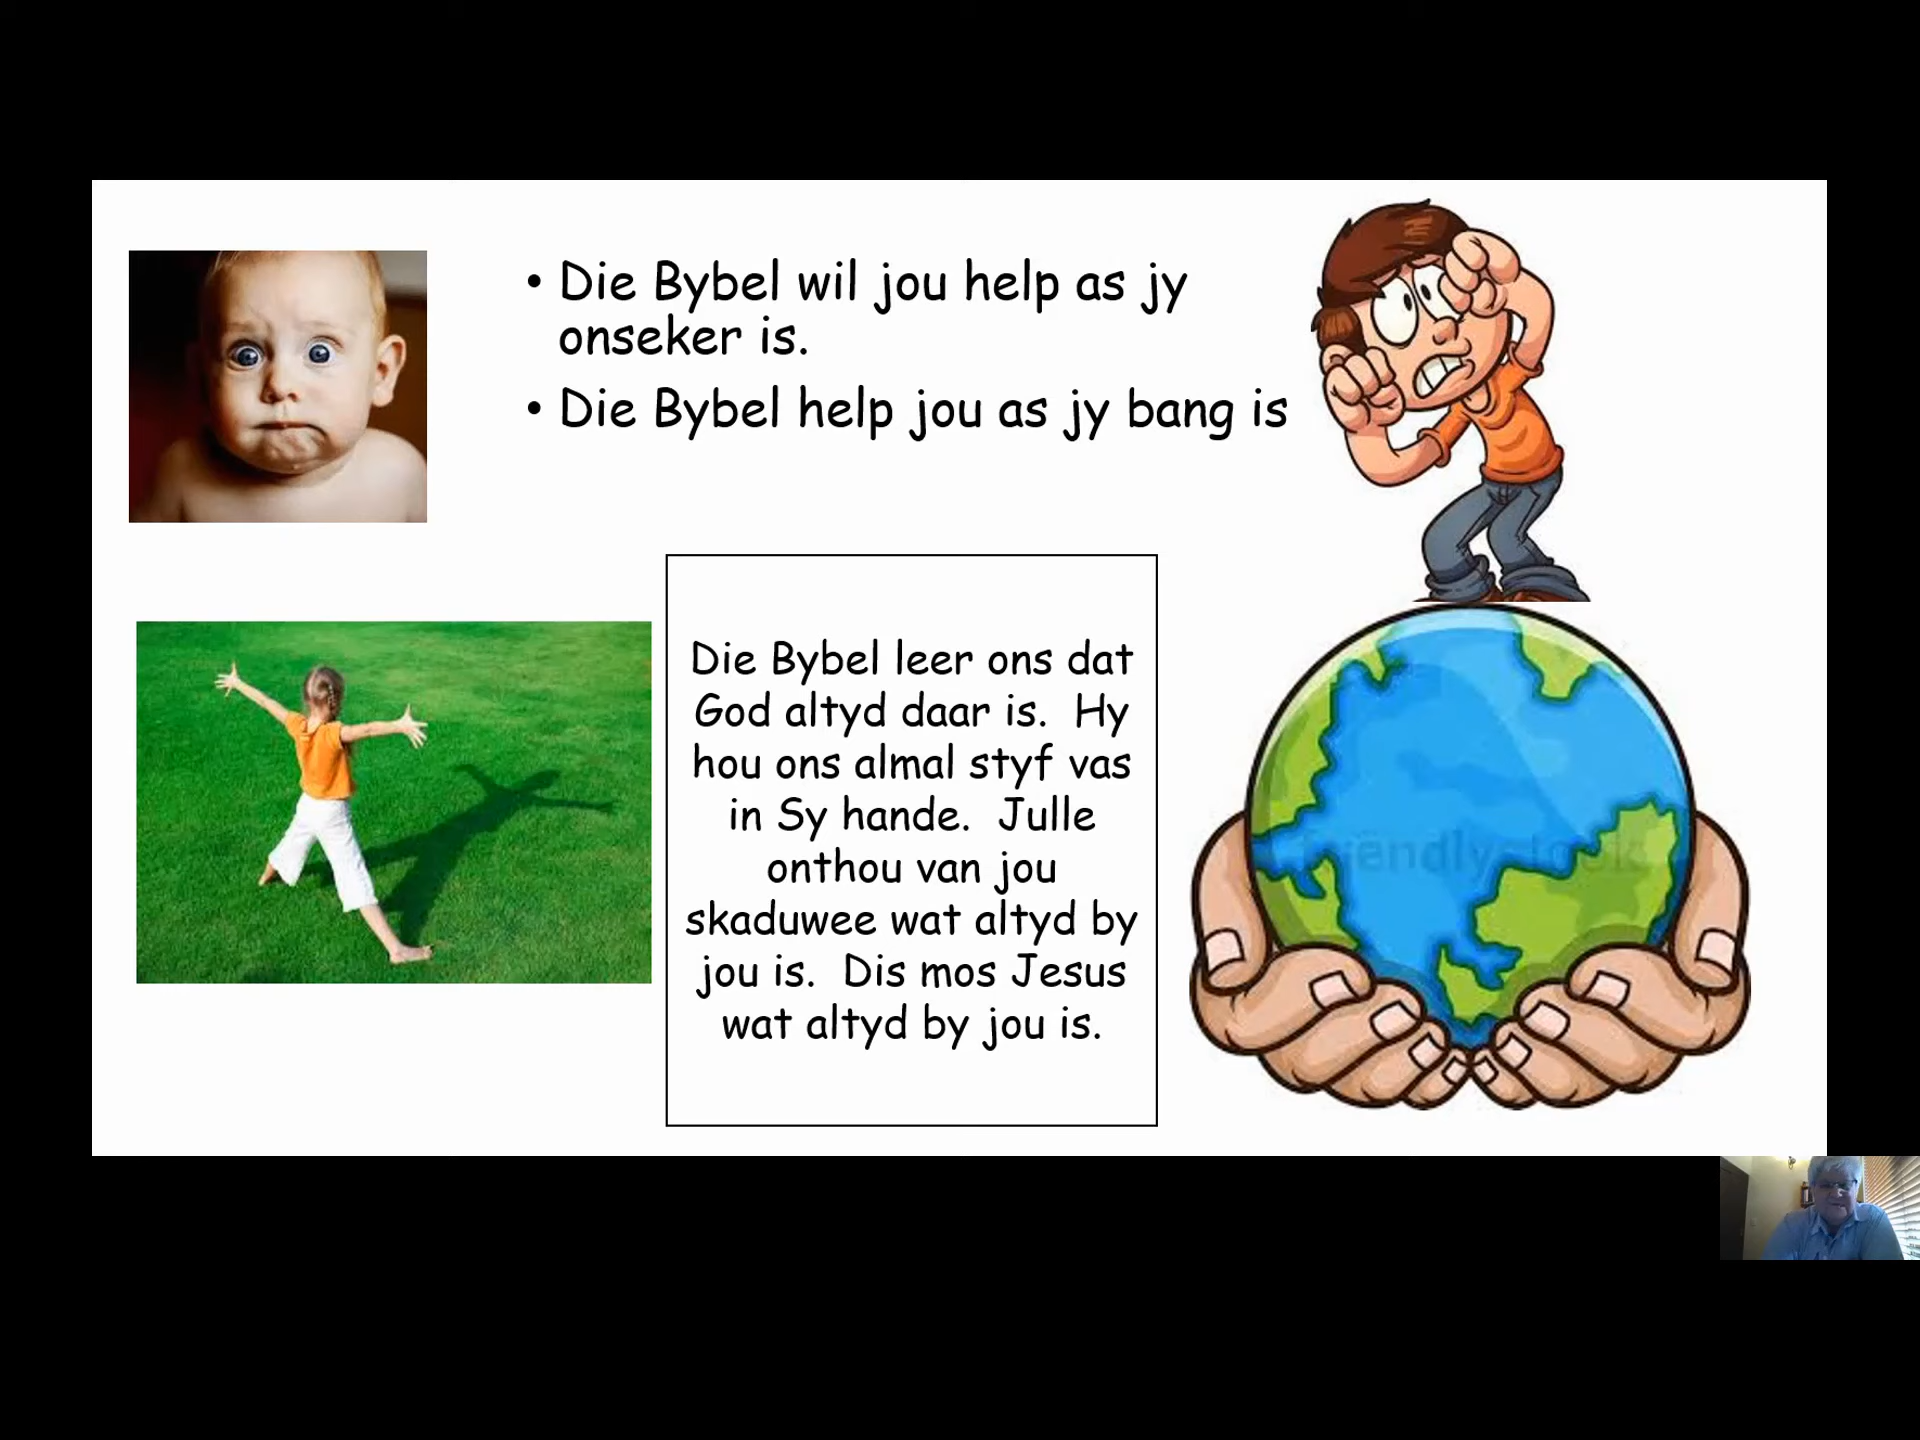 • Die Bybel wil jou help as jy
onseker is.
• Die Bybel help jou as jy bang is
Die Bybel leer ons dat
God altyd daar is. Hy
hou ons almal styf vas
in Sy hande. Julle
onthou van jou
skaduwee wat altyd by
jou is. Dis mos Jesus
wat altyd by jou is.